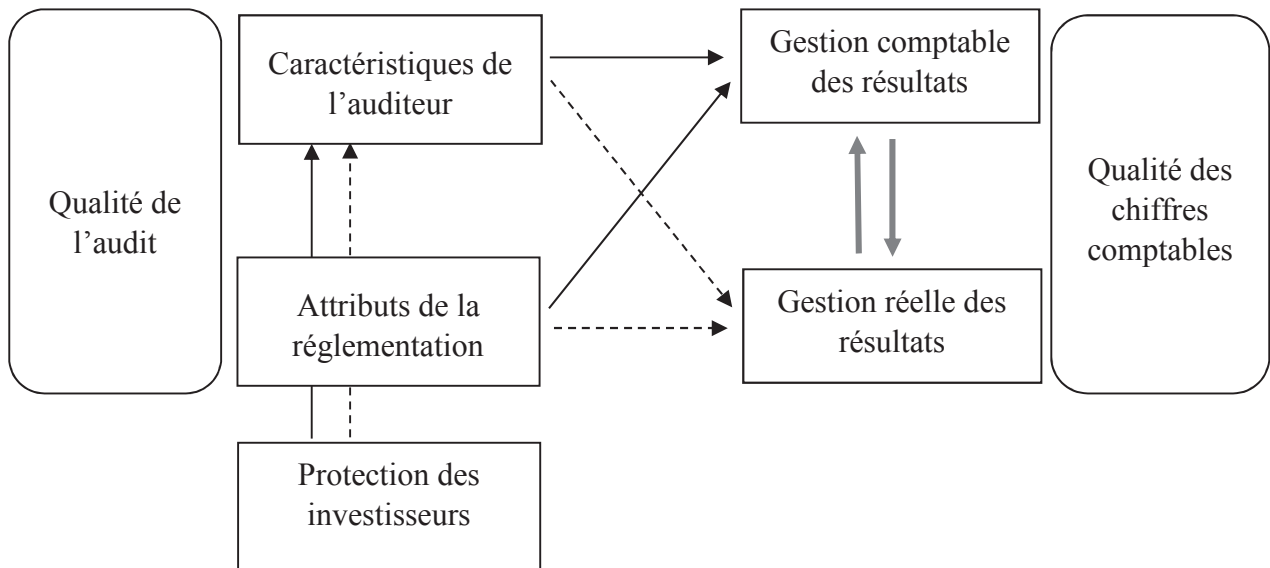 Qualité de
l’audit
Caractéristiques de
l’auditeur
Attributs de la
réglementation
Protection des
investisseurs
Gestion comptable
des résultats
Gestion réelle des
résultats
Qualité des
chiffres
comptables